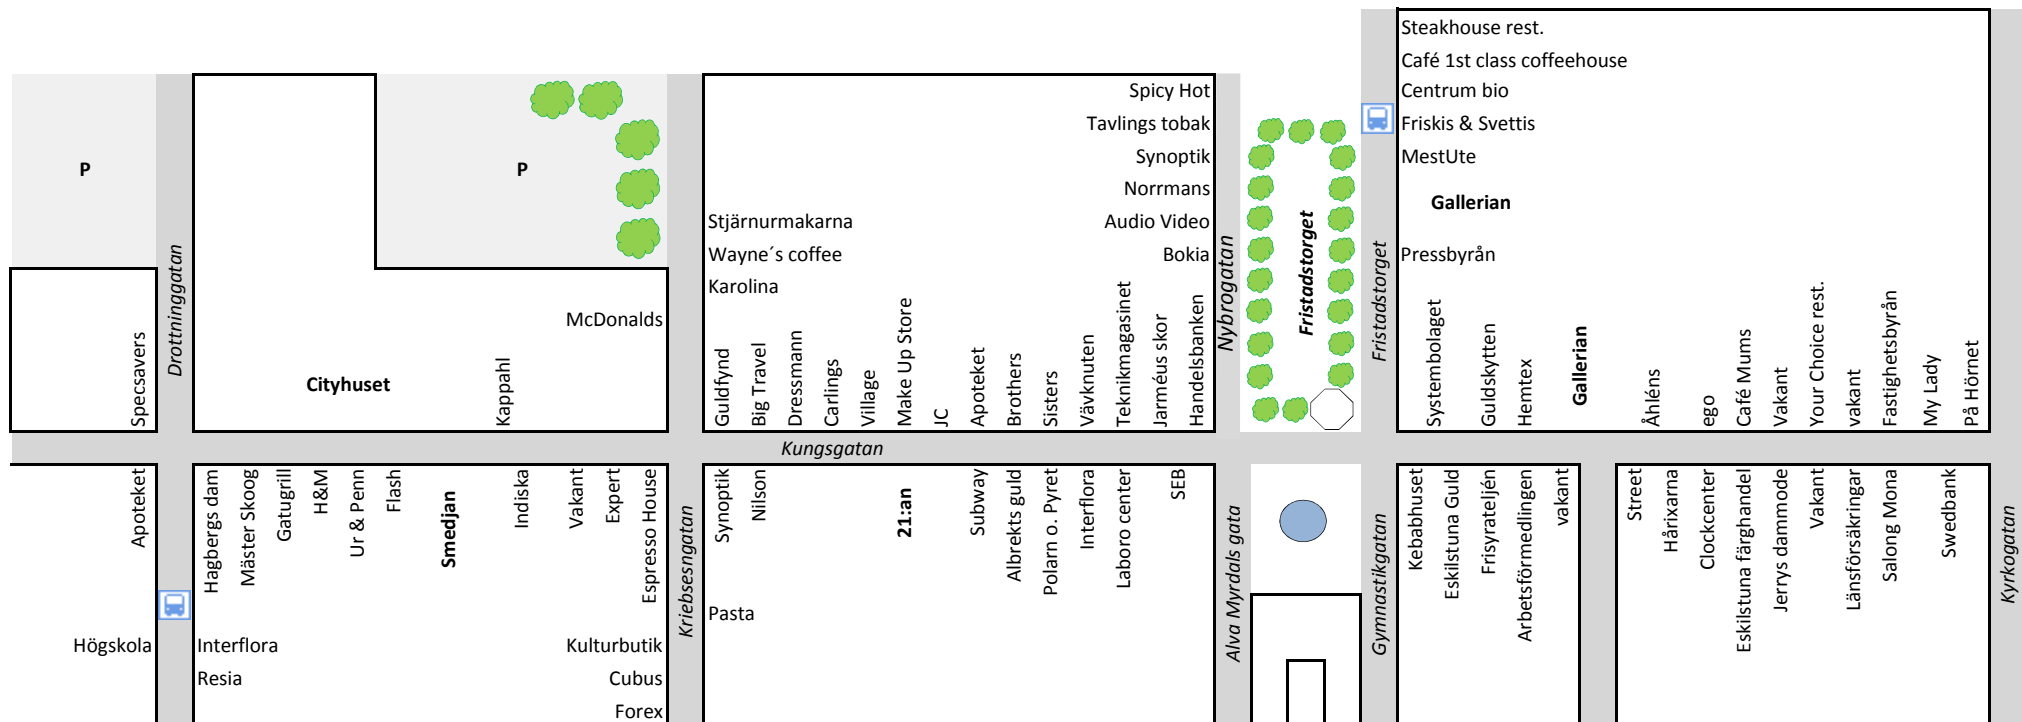 Steakhouse rest.
Café 1st class coffeehouse
Centrum bio
Friskis & Svettis
MestUte
Gallerian
Pressbyrån
Spicy Hot
Tavlings tobak
Synoptik
Norrmans
Audio Video
Bokia
Stjärnurmakarna
Wayne´s coffee
Karolina
P
P
McDonalds
Cityhuset
Drottninggatan
Nybrogatan
Fristadstorget
Fristadstorget
Specsavers
Kappahl
Guldfynd
Big Travel
Dressmann
Carlings
Village
Make Up Store
JC
Apoteket
Brothers
Sisters
Vävknuten
Teknikmagasinet
Jarméus skor
Handelsbanken
Systembolaget
Guldskytten
Hemtex
Gallerian
Åhléns
ego
Café Mums
Vakant
Your Choice rest.
vakant
Fastighetsbyrån
My Lady
På Hörnet
Kungsgatan
Apoteket
Hagbergs dam
Mäster Skoog
Gatugrill
H&M
Ur & Penn
Flash
Smedjan
Indiska
Vakant
Expert
Espresso House
Kriebsesngatan
Synoptik
Nilson
21:an
Subway
Albrekts guld
Polarn o. Pyret
Interflora
Laboro center
SEB
Alva Myrdals gata
Gymnastikgatan
Kebabhuset
Eskilstuna Guld
Frisyrateljén
Arbetsförmedlingen
vakant
Street
Hårixarna
Clockcenter
Eskilstuna färghandel
Jerrys dammode
Vakant
Länsförsäkringar
Salong Mona
Swedbank
Kyrkogatan
Pasta
Högskola
Interflora
Resia
Kulturbutik
Cubus
Forex